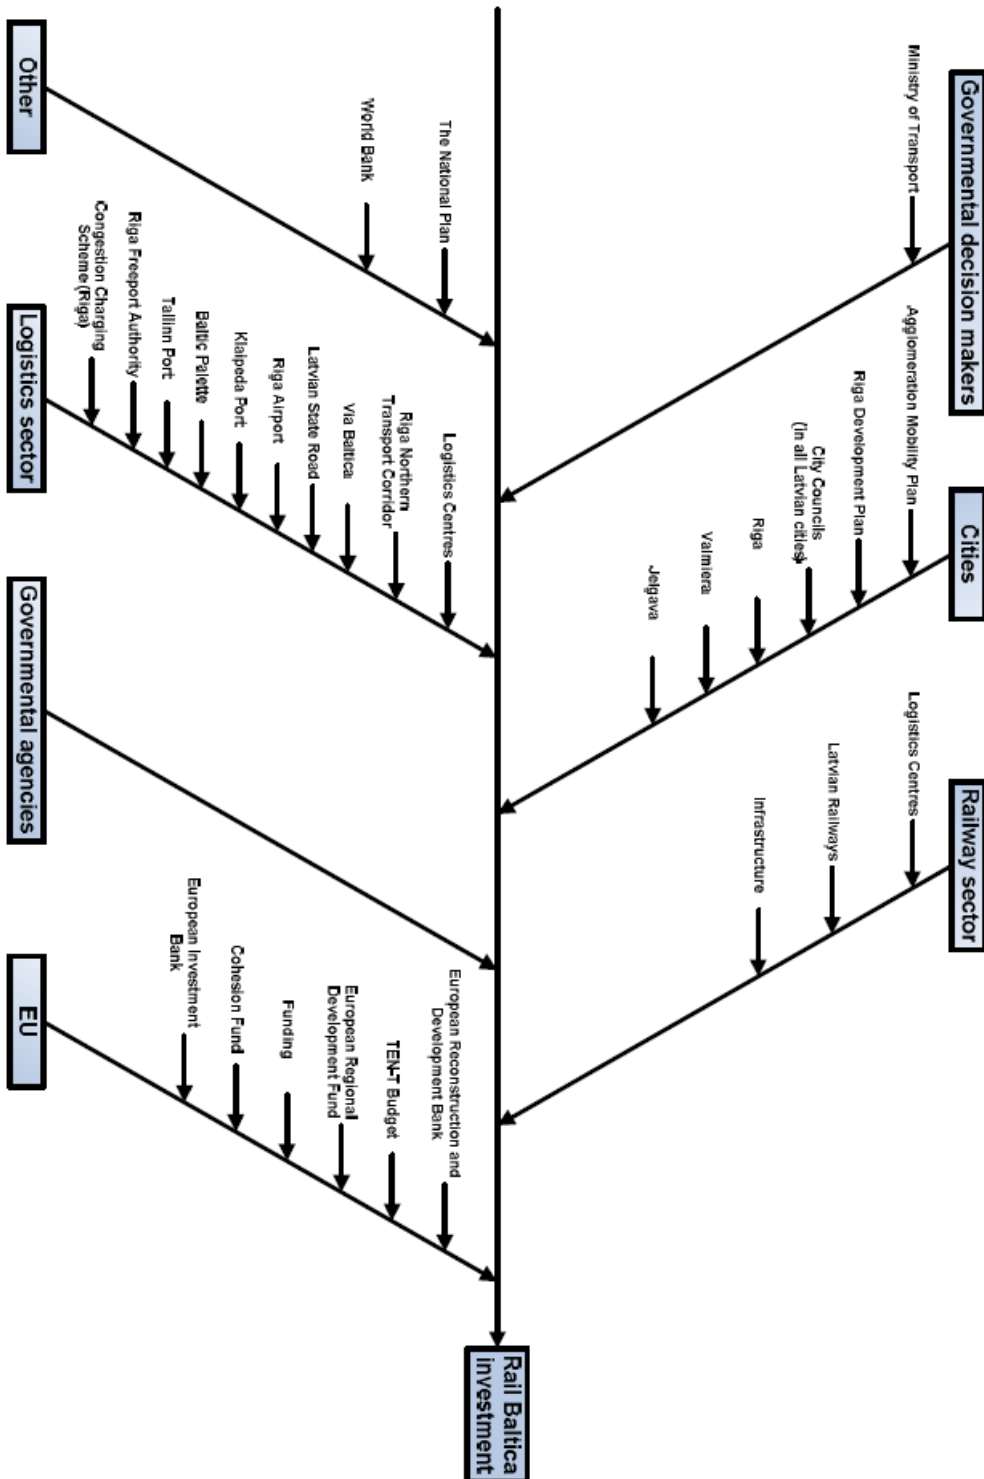 Governmental decision makers
Ministry of Transport
Cities
Agglomeration Mobility Plan
Riga Development Plan
City Councils
(in all Latvian cities)
Riga
Valmiera
Jelgava
Railway sector
Logistics Centres
Latvian Railways
Infrastructure
Rail Baltica
investment
Other
The National Plan
World Bank
Logistics sector
Logistics Centres
Riga Northern
Transport Corridor
Via Baltica
Latvian State Road
Riga Airport
Klaipeda Port
Baltic Palette
Tallinn Port
Riga Freeport Authority
Congestion Charging
Scheme (Riga)
Governmental agencies
EU
European Reconstruction and
Development Bank
TEN-T Budget
European Regional
Development Fund
Funding
Cohesion Fund
European Investment
Bank